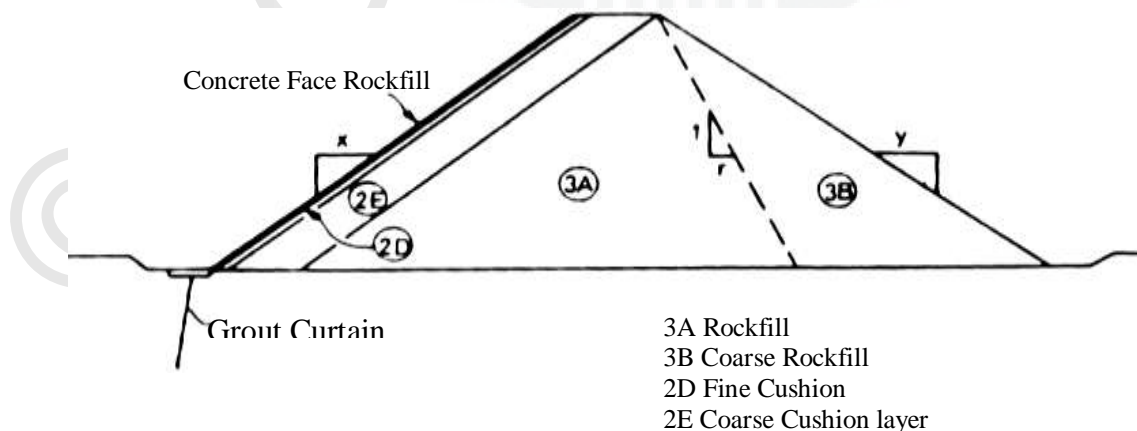 Concrete Face Rockfill
x
1
r
y
2E
3A
3B
2D
Grout Curtain
3A Rockfill
3B Coarse Rockfill
2D Fine Cushion
2E Coarse Cushion layer